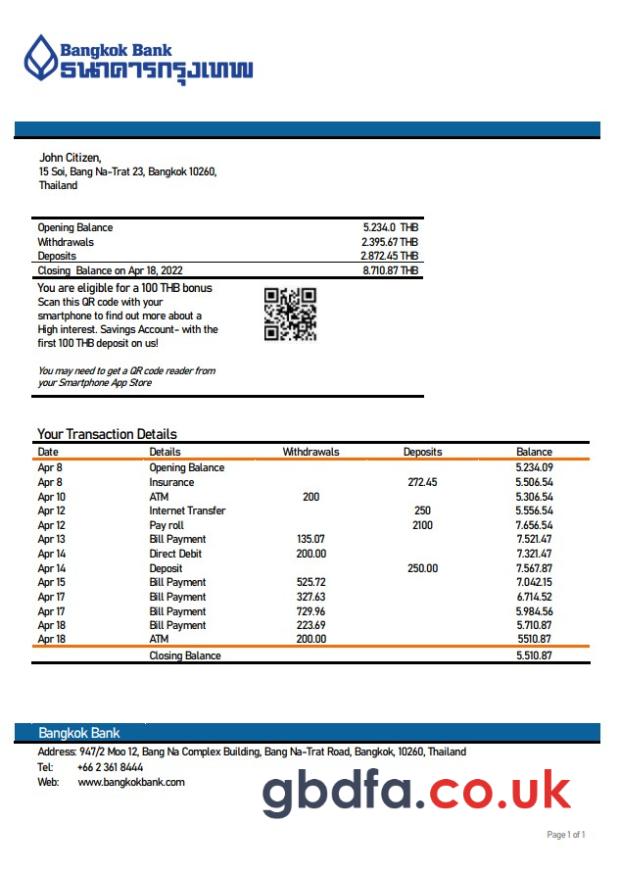 Bangkok Bank
ธนาคารกรุงเทพ
John Citizen,
15 Soi, Bang Na-Trat 23, Bangkok 10260,
Thailand
Opening Balance 5.234.0 THB
Withdrawals 2.395.67 THB
Deposits 2.872.45 THB
Closing Balance on Apr 18, 2022 8.710.87 THB
You are eligible for a 100 THB bonus
Scan this QR code with your
smartphone to find out more about a
High interest. Savings Account- with the
first 100 THB deposit on us!
You may need to get a QR code reader from
your Smartphone App Store
Your Transaction Details
Date Details Withdrawals Deposits Balance
Apr 8 Opening Balance 5.234.09
Apr 8 Insurance 272.45 5.506.54
Apr 10 ATM 200 5.306.54
Apr 12 Internet Transfer 250 5.556.54
Apr 12 Pay roll 2100 7.656.54
Apr 13 Bill Payment 135.07 7.521.47
Apr 14 Direct Debit 200.00 7.321.47
Apr 14 Deposit 250.00 7.567.87
Apr 15 Bill Payment 525.72 7.042.15
Apr 17 Bill Payment 327.63 6.714.52
Apr 17 Bill Payment 729.96 5.984.56
Apr 18 Bill Payment 223.69 5.710.87
Apr 18 ATM 200.00 5510.87
Closing Balance 5.510.87
Bangkok Bank
Address: 947/2 Moo 12, Bang Na Complex Building, Bang Na-Trat Road, Bangkok, 10260, Thailand
Tel: +66 2 361 8444
Web: www.bangkokbank.com
gbdfa.co.uk
Page 1 of 1